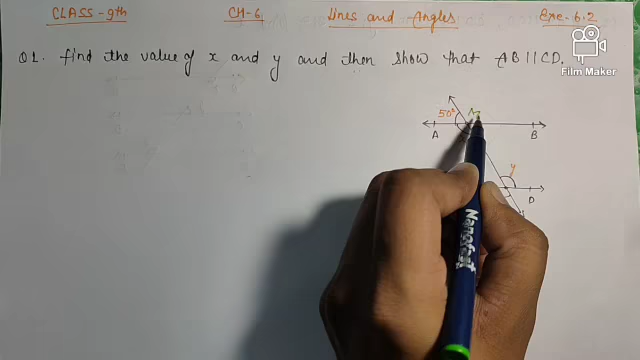 CLASS-9th CH-6 lines and Angles Exe-6.2
Q1. find the value of x and y and then show that AB||CD.
Film Maker
50°
A B
y
D
Nanofest